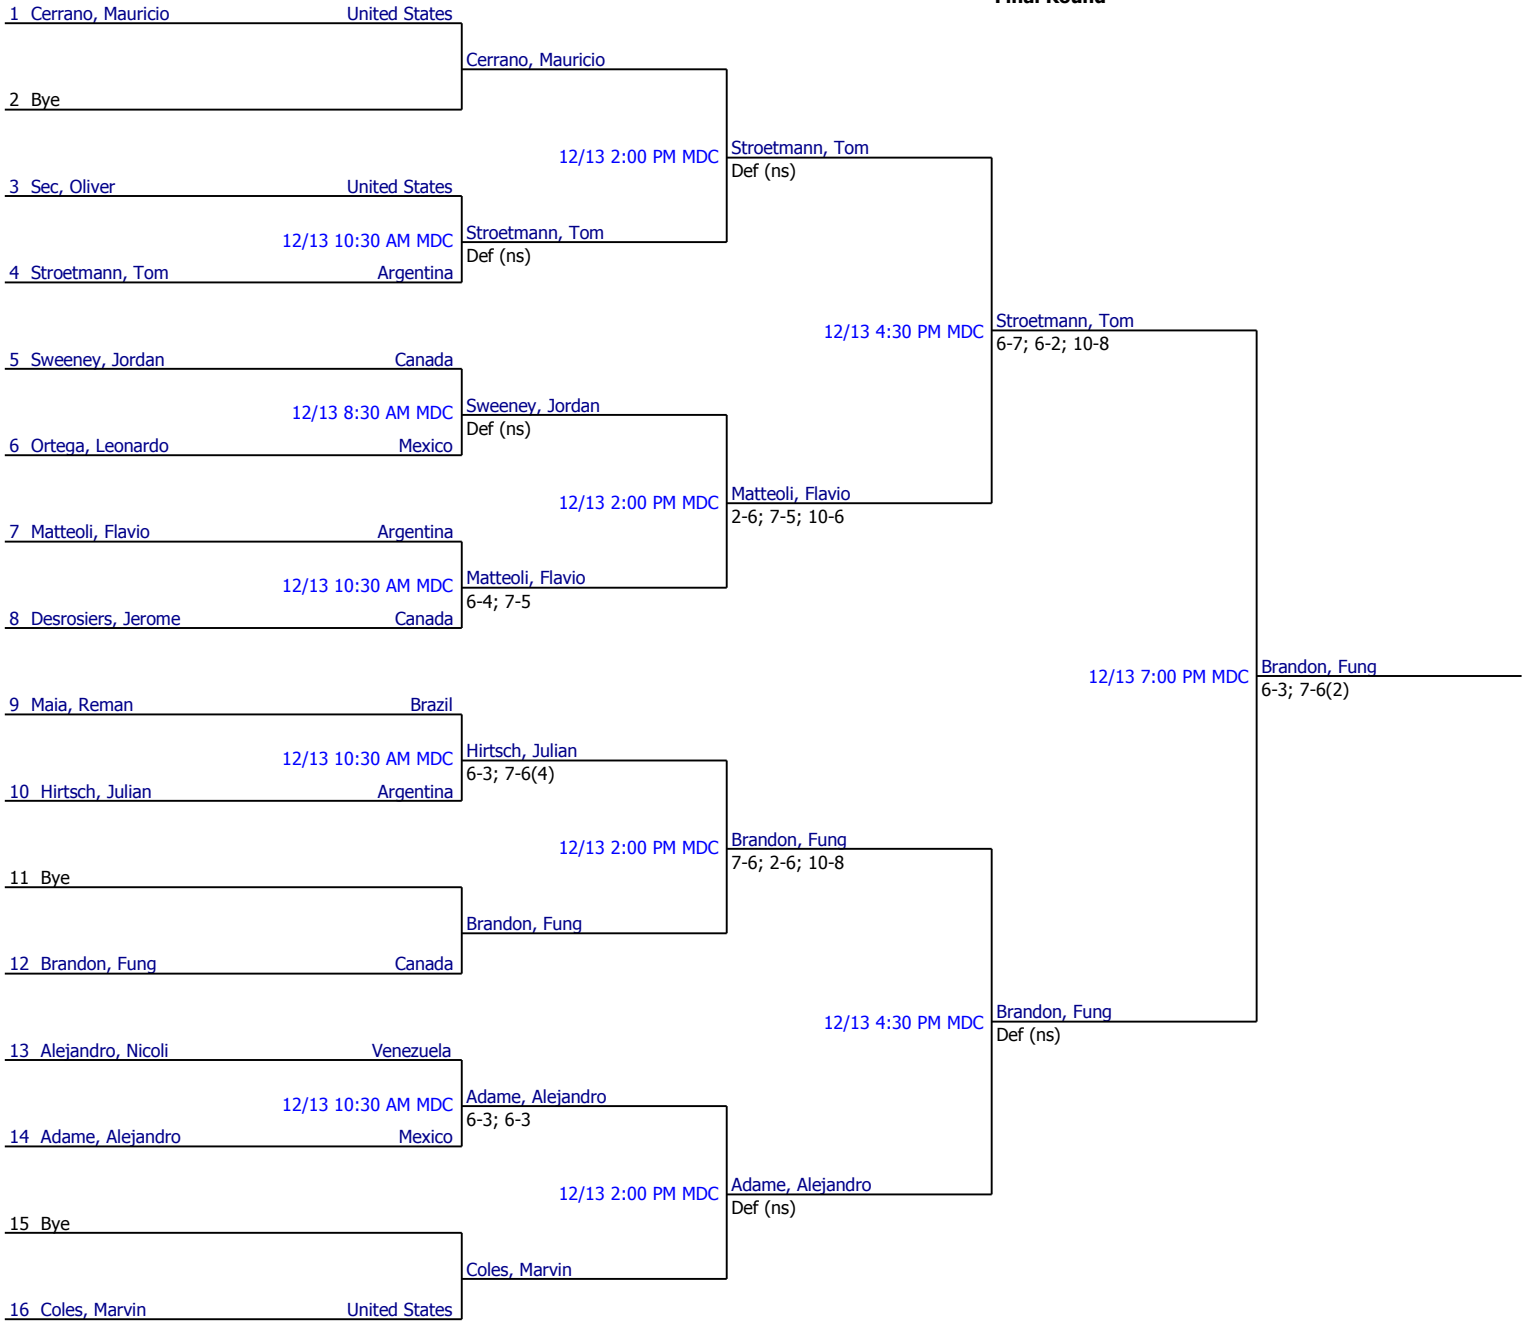 Final Round
1 Cerrano, Mauricio United States
Cerrano, Mauricio
2 Bye
12/13 2:00 PM MDC Stroetmann, Tom
Def (ns)
3 Sec, Oliver United States
12/13 10:30 AM MDC Stroetmann, Tom
Def (ns)
4 Stroetmann, Tom Argentina
12/13 4:30 PM MDC Stroetmann, Tom
6-7; 6-2; 10-8
5 Sweeney, Jordan Canada
12/13 8:30 AM MDC Sweeney, Jordan
Def (ns)
6 Ortega, Leonardo Mexico
12/13 2:00 PM MDC Matteoli, Flavio
2-6; 7-5; 10-6
7 Matteoli, Flavio Argentina
12/13 10:30 AM MDC Matteoli, Flavio
6-4; 7-5
8 Desrosiers, Jerome Canada
12/13 7:00 PM MDC Brandon, Fung
6-3; 7-6(2)
9 Maia, Reman Brazil
12/13 10:30 AM MDC Hirtsch, Julian
6-3; 7-6(4)
10 Hirtsch, Julian Argentina
12/13 2:00 PM MDC Brandon, Fung
7-6; 2-6; 10-8
11 Bye
Brandon, Fung
12 Brandon, Fung Canada
12/13 4:30 PM MDC Brandon, Fung
Def (ns)
13 Alejandro, Nicoli Venezuela
12/13 10:30 AM MDC Adame, Alejandro
6-3; 6-3
14 Adame, Alejandro Mexico
12/13 2:00 PM MDC Adame, Alejandro
Def (ns)
15 Bye
Coles, Marvin
16 Coles, Marvin United States